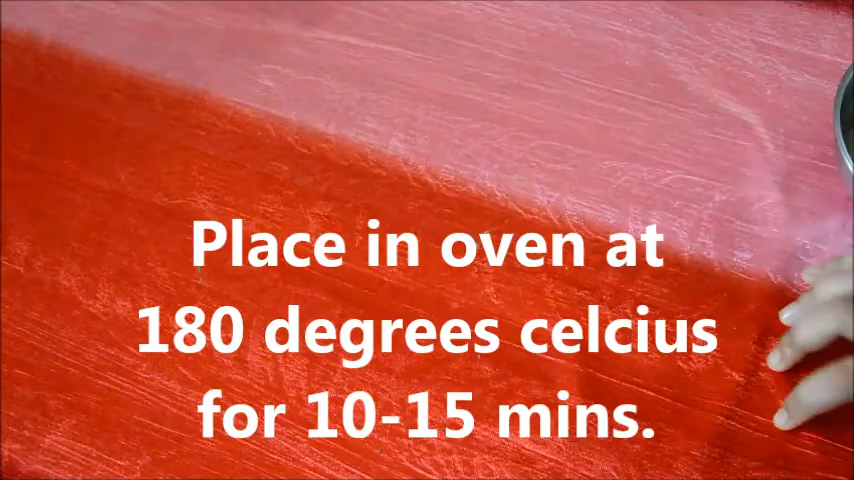 Place in oven at
180 degrees celcius
for 10-15 mins.